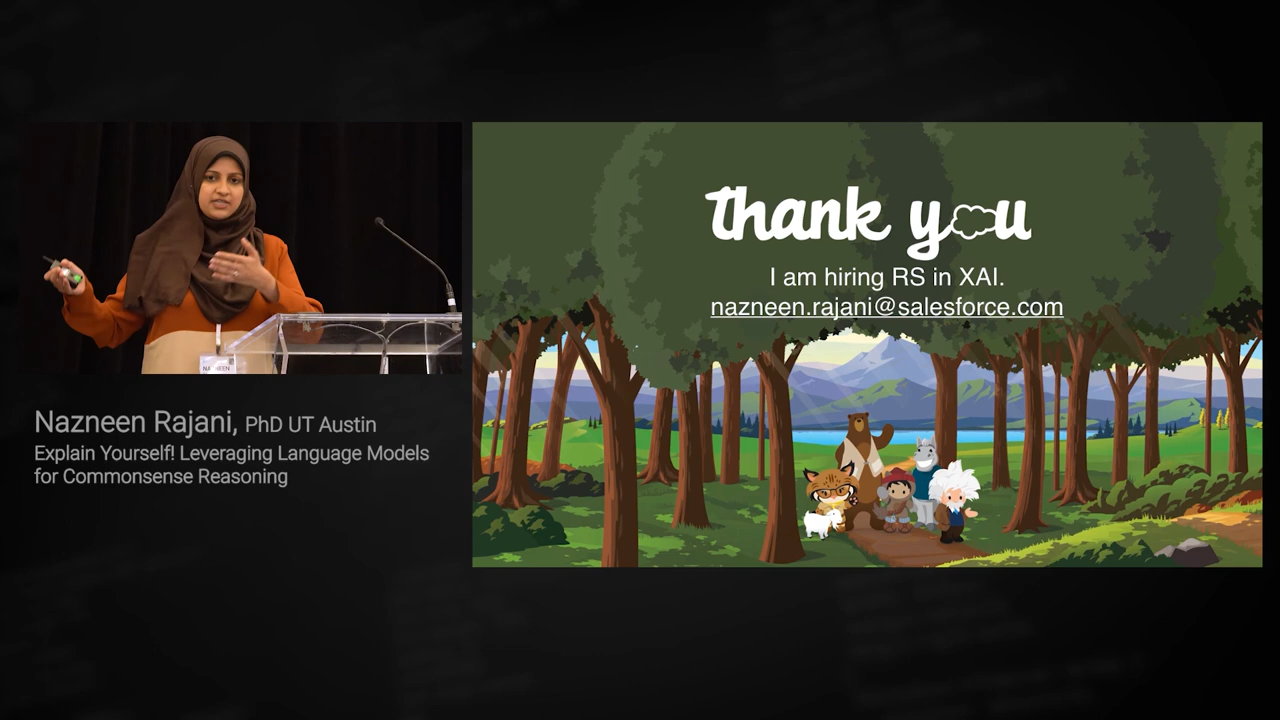 thank you
I am hiring RS in XAI.
nazneen.rajani@salesforce.com
NAZNEEN
Nazneen Rajani, PhD UT Austin
Explain Yourself! Leveraging Language Models
for Commonsense Reasoning